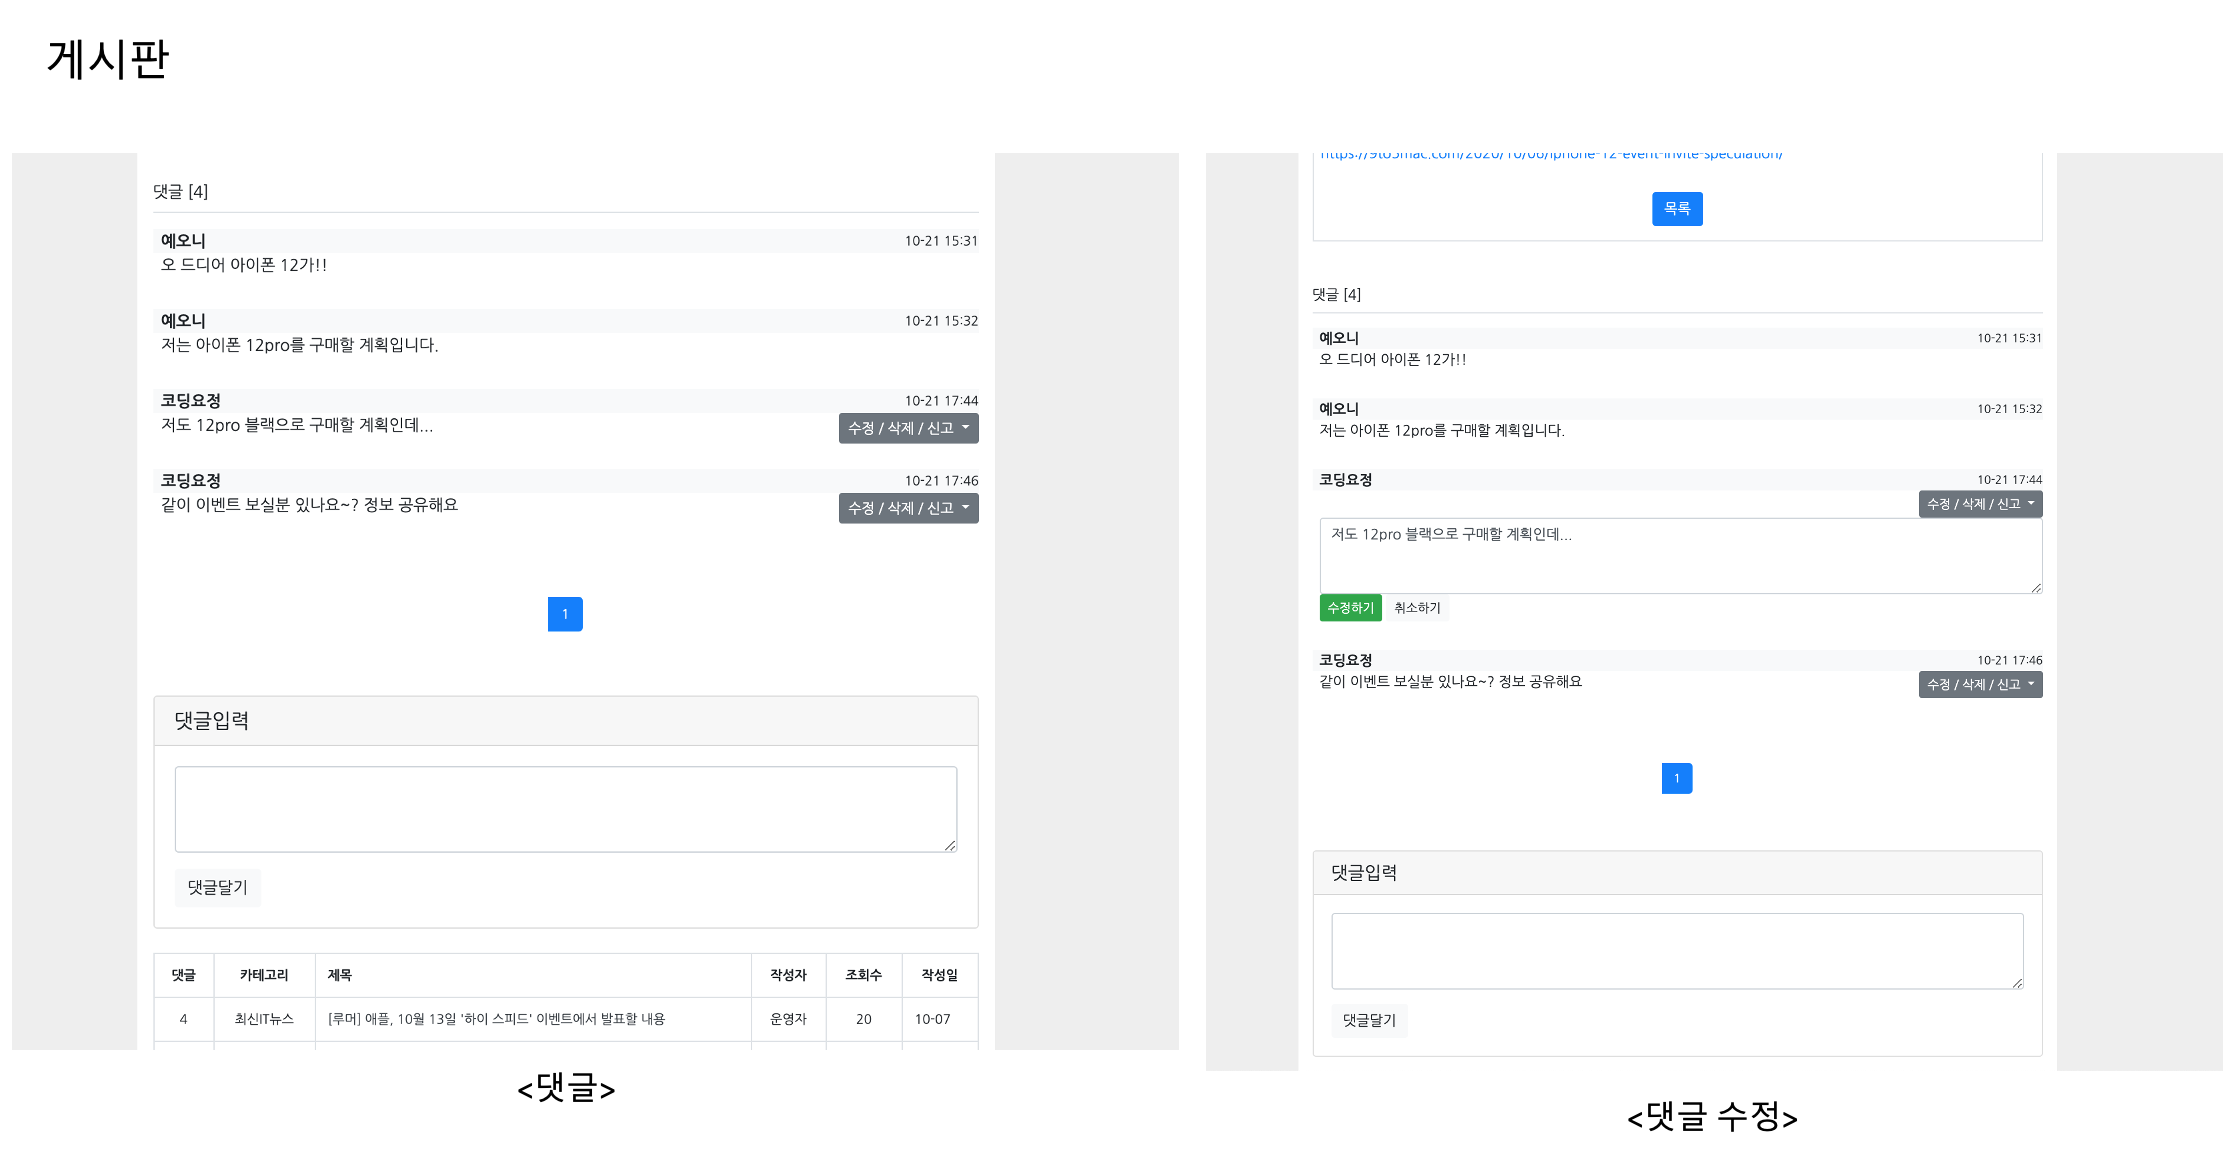 게시판
댓글 [4]
예오니 10-21 15:31
오 드디어 아이폰 12가!!
예오니 10-21 15:32
저는 아이폰 12pro를 구매할 계획입니다.
코딩요정 10-21 17:44
저도 12pro 블랙으로 구매할 계획인데... 수정 / 삭제 / 신고
코딩요정 10-21 17:46
같이 이벤트 보실분 있나요~? 정보 공유해요 수정 / 삭제 / 신고
1
댓글입력
댓글달기
댓글 카테고리 제목 작성자 조회수 작성일
4 최신IT뉴스 [루머] 애플, 10월 13일 '하이 스피드' 이벤트에서 발표할 내용 운영자 20 10-07
<댓글>
https://9to5mac.com/2020/10/06/iphone-12-event-invite-speculation/
목록
댓글 [4]
예오니 10-21 15:31
오 드디어 아이폰 12가!!
예오니 10-21 15:32
저는 아이폰 12pro를 구매할 계획입니다.
코딩요정 10-21 17:44
수정 / 삭제 / 신고
저도 12pro 블랙으로 구매할 계획인데...
수정하기 취소하기
코딩요정 10-21 17:46
같이 이벤트 보실분 있나요~? 정보 공유해요 수정 / 삭제 / 신고
1
댓글입력
댓글달기
<댓글 수정>